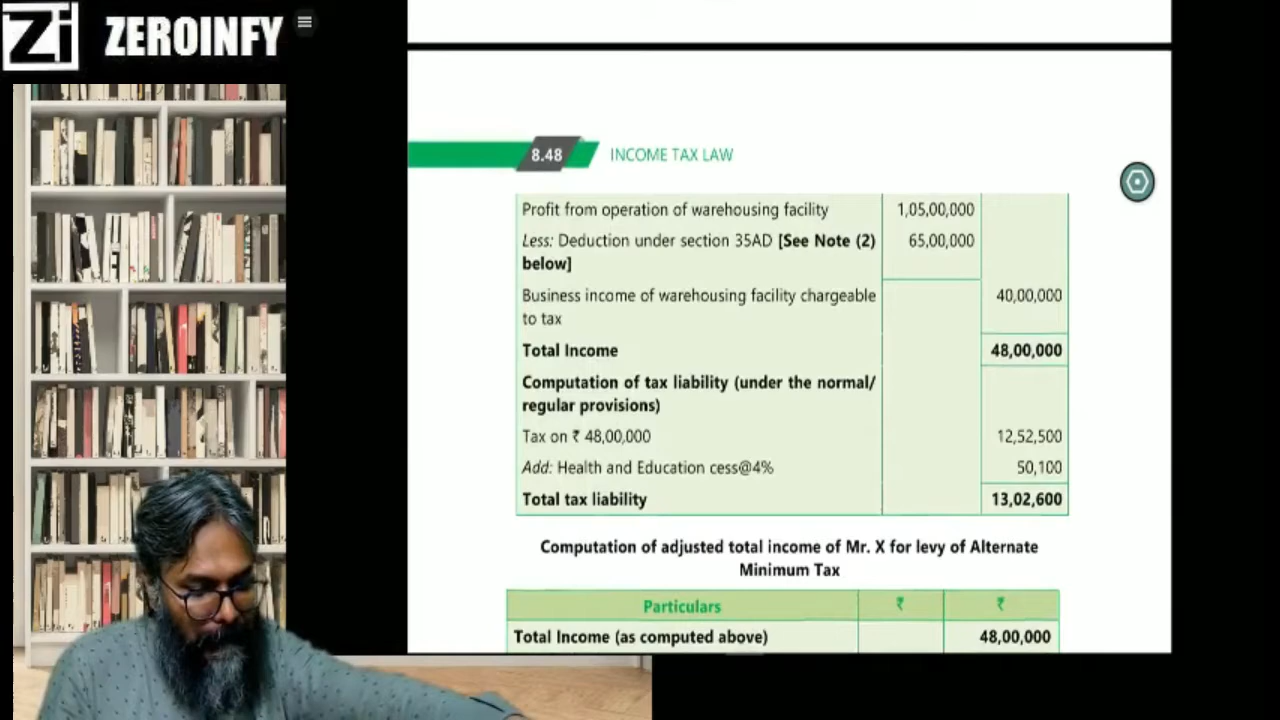 Zi ZEROINFY
8.48 INCOME TAX LAW
Profit from operation of warehousing facility 1,05,00,000
Less: Deduction under section 35AD [See Note (2) 65,00,000
below]
Business income of warehousing facility chargeable 40,00,000
to tax
Total Income 48,00,000
Computation of tax liability (under the normal/
regular provisions)
Tax on ₹ 48,00,000 12,52,500
Add: Health and Education cess@4% 50,100
Total tax liability 13,02,600
Computation of adjusted total income of Mr. X for levy of Alternate
Minimum Tax
Particulars ₹ ₹
Total Income (as computed above) 48,00,000